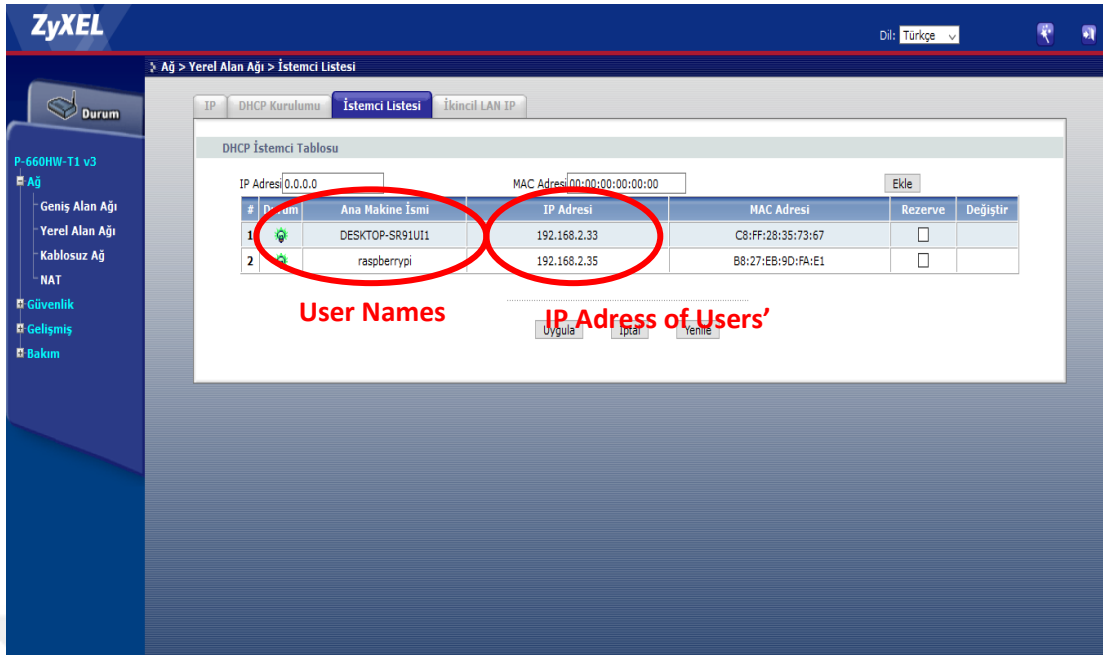 ZyXEL
Dil: Türkçe
Ağ > Yerel Alan Ağı > İstemci Listesi
Durum
IP DHCP Kurulumu İstemci Listesi İkincil LAN IP
DHCP İstemci Tablosu
P-660HW-T1 v3
Ağ
Geniş Alan Ağı
Yerel Alan Ağı
Kablosuz Ağ
NAT
Güvenlik
Gelişmiş
Bakım
IP Adresi 0.0.0.0 MAC Adresi 00:00:00:00:00:00 Ekle
# Durum Ana Makine İsmi IP Adresi MAC Adresi Rezerve Değiştir
1 DESKTOP-SR91UI1 192.168.2.33 C8:FF:28:35:73:67
2 raspberrypi 192.168.2.35 B8:27:EB:9D:FA:E1
User Names IP Adress of Users’
Uygula İptal Yenile